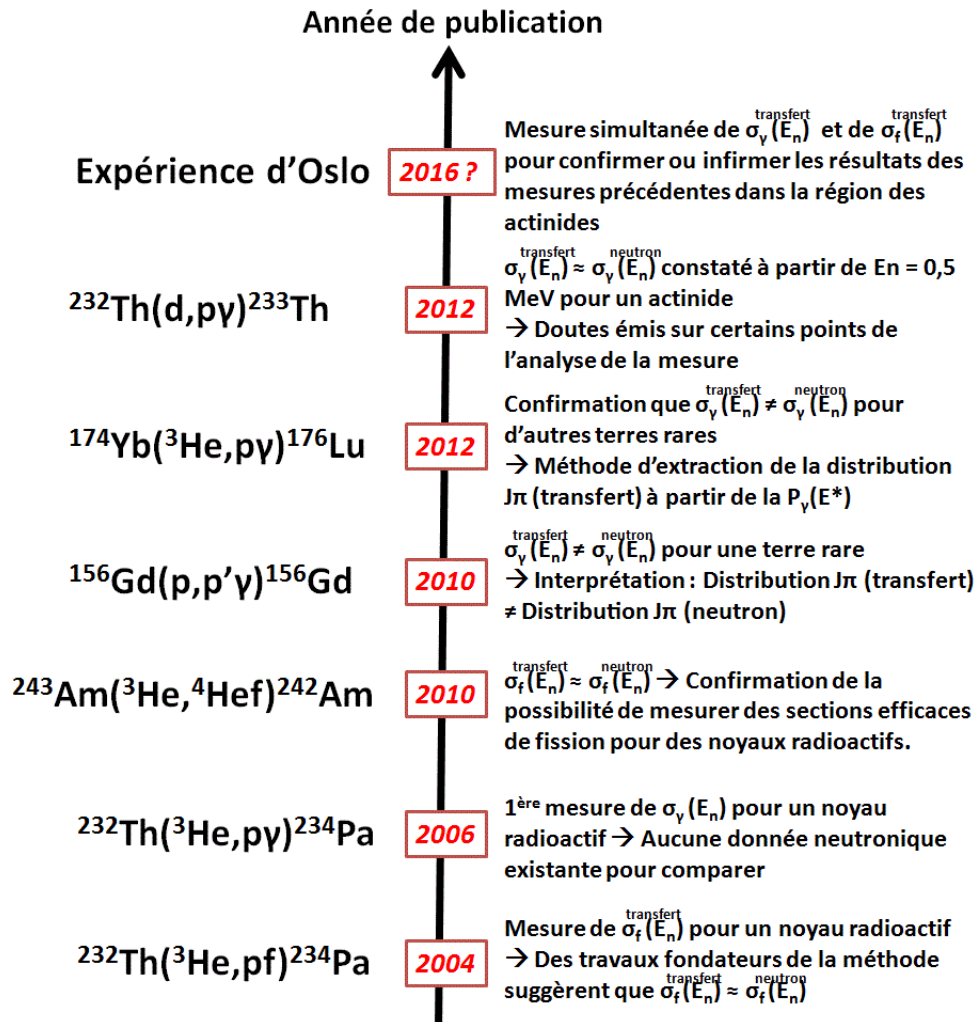 Année de publication
Expérience d’Oslo
2016 ?
Mesure simultanée de σγ^transfert(En) et de σf^transfert(En)
pour confirmer ou infirmer les résultats des
mesures précédentes dans la région des
actinides
²³²Th(d,pγ)²³³Th
2012
σγ^transfert(En) ≈ σγ^neutron(En) constaté à partir de En = 0,5
MeV pour un actinide
→ Doutes émis sur certains points de
l’analyse de la mesure
¹⁷⁴Yb(³He,pγ)¹⁷⁶Lu
2012
Confirmation que σγ^transfert(En) ≠ σγ^neutron(En) pour
d’autres terres rares
→ Méthode d’extraction de la distribution
Jπ (transfert) à partir de la Pγ(E*)
¹⁵⁶Gd(p,p’γ)¹⁵⁶Gd
2010
σγ^transfert(En) ≠ σγ^neutron(En) pour une terre rare
→ Interprétation : Distribution Jπ (transfert)
≠ Distribution Jπ (neutron)
²⁴³Am(³He,⁴Hef)²⁴²Am
2010
σf^transfert(En) ≈ σf^neutron(En) → Confirmation de la
possibilité de mesurer des sections efficaces
de fission pour des noyaux radioactifs.
²³²Th(³He,pγ)²³⁴Pa
2006
1ère mesure de σγ(En) pour un noyau
radioactif → Aucune donnée neutronique
existante pour comparer
²³²Th(³He,pf)²³⁴Pa
2004
Mesure de σf^transfert(En) pour un noyau radioactif
→ Des travaux fondateurs de la méthode
suggèrent que σf^transfert(En) ≈ σf^neutron(En)